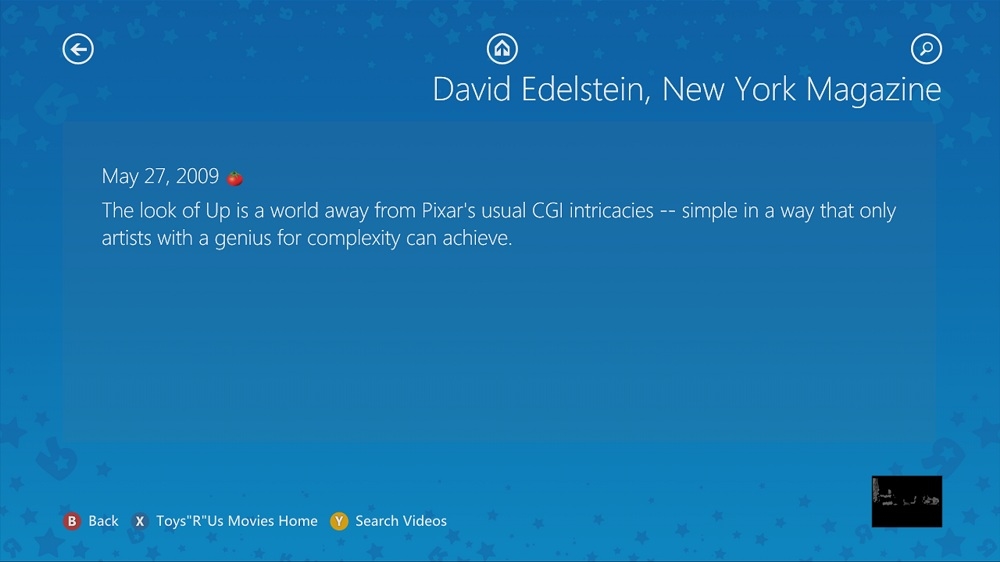 David Edelstein, New York Magazine
May 27, 2009
The look of Up is a world away from Pixar's usual CGI intricacies -- simple in a way that only
artists with a genius for complexity can achieve.
B Back X Toys"R"Us Movies Home Y Search Videos